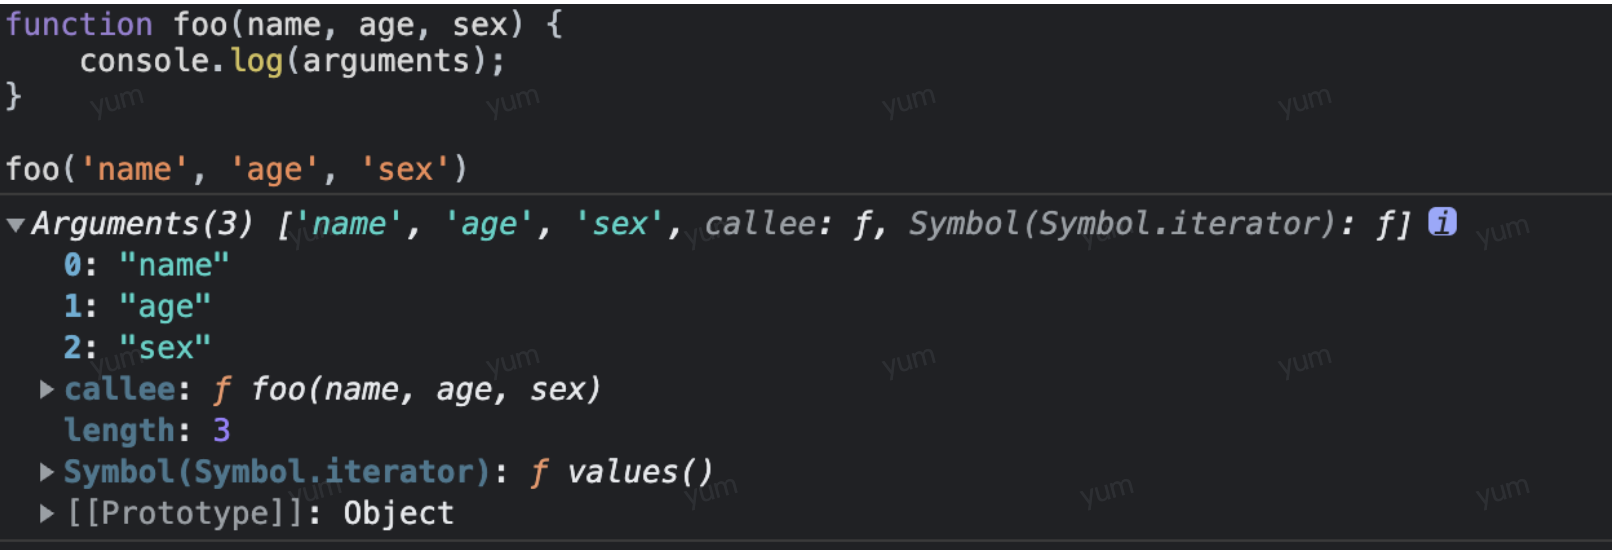 function foo(name, age, sex) {
    console.log(arguments);
}
foo('name', 'age', 'sex')
▼Arguments(3) ['name', 'age', 'sex', callee: ƒ, Symbol(Symbol.iterator): ƒ] i
0: "name"
1: "age"
2: "sex"
▶callee: ƒ foo(name, age, sex)
length: 3
▶Symbol(Symbol.iterator): ƒ values()
▶[[Prototype]]: Object
yum yum yum yum
yum yum yum yum
yum yum yum yum
yum yum yum yum